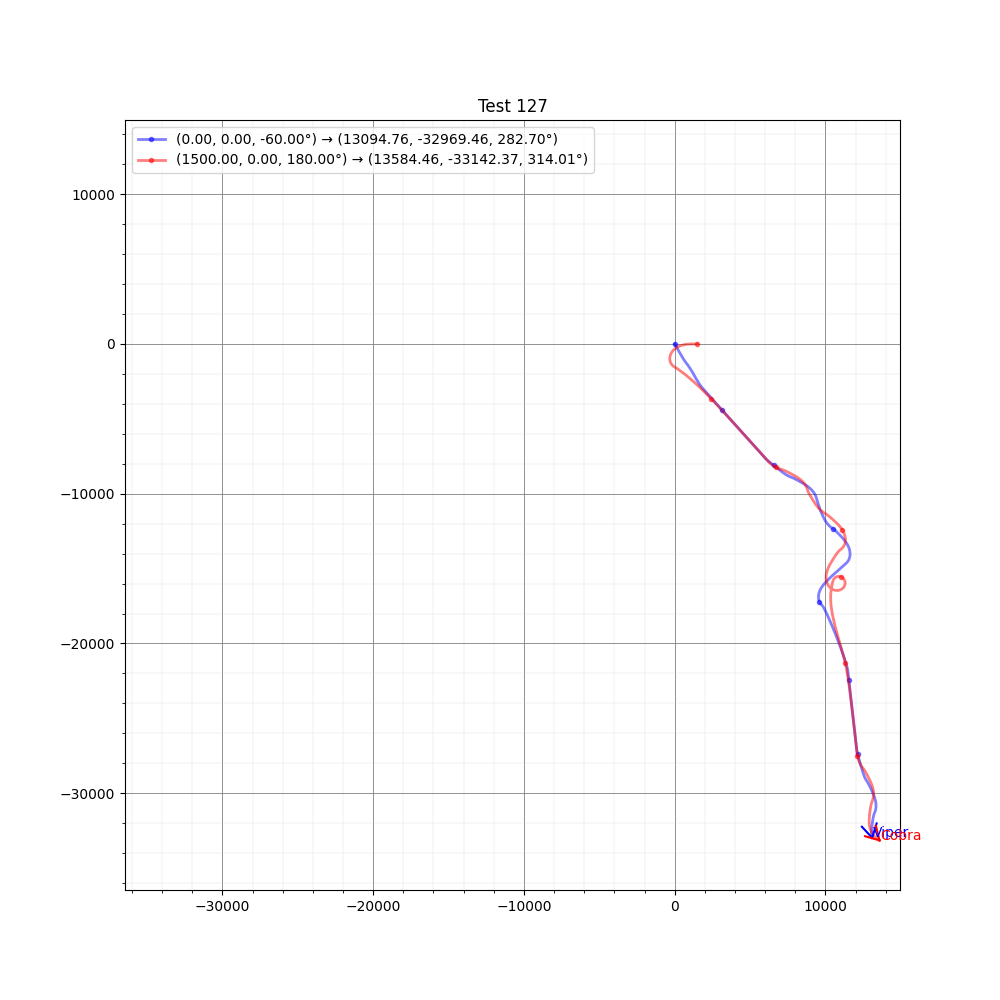 Test 127
(0.00, 0.00, -60.00°) → (13094.76, -32969.46, 282.70°)
(1500.00, 0.00, 180.00°) → (13584.46, -33142.37, 314.01°)
10000
0
−10000
−20000
−30000
Viper
Cobra
−30000 −20000 −10000 0 10000